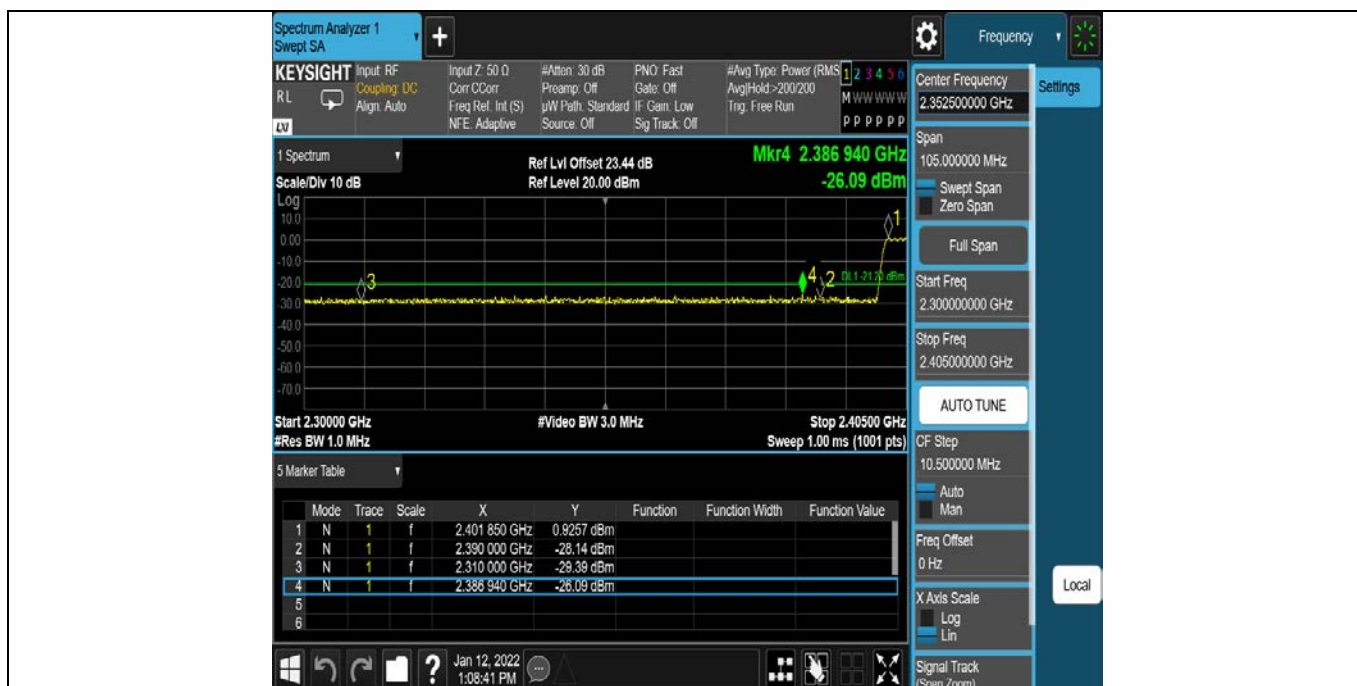 Spectrum Analyzer 1
Swept SA
+
Frequency
KEYSIGHT
RL
LXI
Input: RF
Coupling: DC
Align: Auto
Input Z: 50 Ω
Corr CCorr
Freq Ref: Int (S)
NFE: Adaptive
#Atten: 30 dB
Preamp: Off
µW Path: Standard
Source: Off
PNO: Fast
Gate: Off
IF Gain: Low
Sig Track: Off
#Avg Type: Power (RMS
Avg|Hold:>200/200
Trig: Free Run
1 2 3 4 5 6
M W W W W W
P P P P P P
Center Frequency
2.352500000 GHz
Settings
Span
105.000000 MHz
Swept Span
Zero Span
Full Span
Start Freq
2.300000000 GHz
Stop Freq
2.405000000 GHz
AUTO TUNE
CF Step
10.500000 MHz
Auto
Man
Freq Offset
0 Hz
X Axis Scale
Log
Lin
Signal Track
(Span Zoom)
Local
1 Spectrum
Scale/Div 10 dB
Ref Lvl Offset 23.44 dB
Ref Level 20.00 dBm
Mkr4 2.386 940 GHz
-26.09 dBm
Log
10.0
0.00
-10.0
-20.0
-30.0
-40.0
-50.0
-60.0
-70.0
1
3
4
2
DL1 -21.20 dBm
Start 2.30000 GHz
#Res BW 1.0 MHz
#Video BW 3.0 MHz
Stop 2.40500 GHz
Sweep 1.00 ms (1001 pts)
5 Marker Table
Mode Trace Scale X Y Function Function Width Function Value
1 N 1 f 2.401 850 GHz 0.9257 dBm
2 N 1 f 2.390 000 GHz -28.14 dBm
3 N 1 f 2.310 000 GHz -29.39 dBm
4 N 1 f 2.386 940 GHz -26.09 dBm
5
6
?
Jan 12, 2022
1:08:41 PM